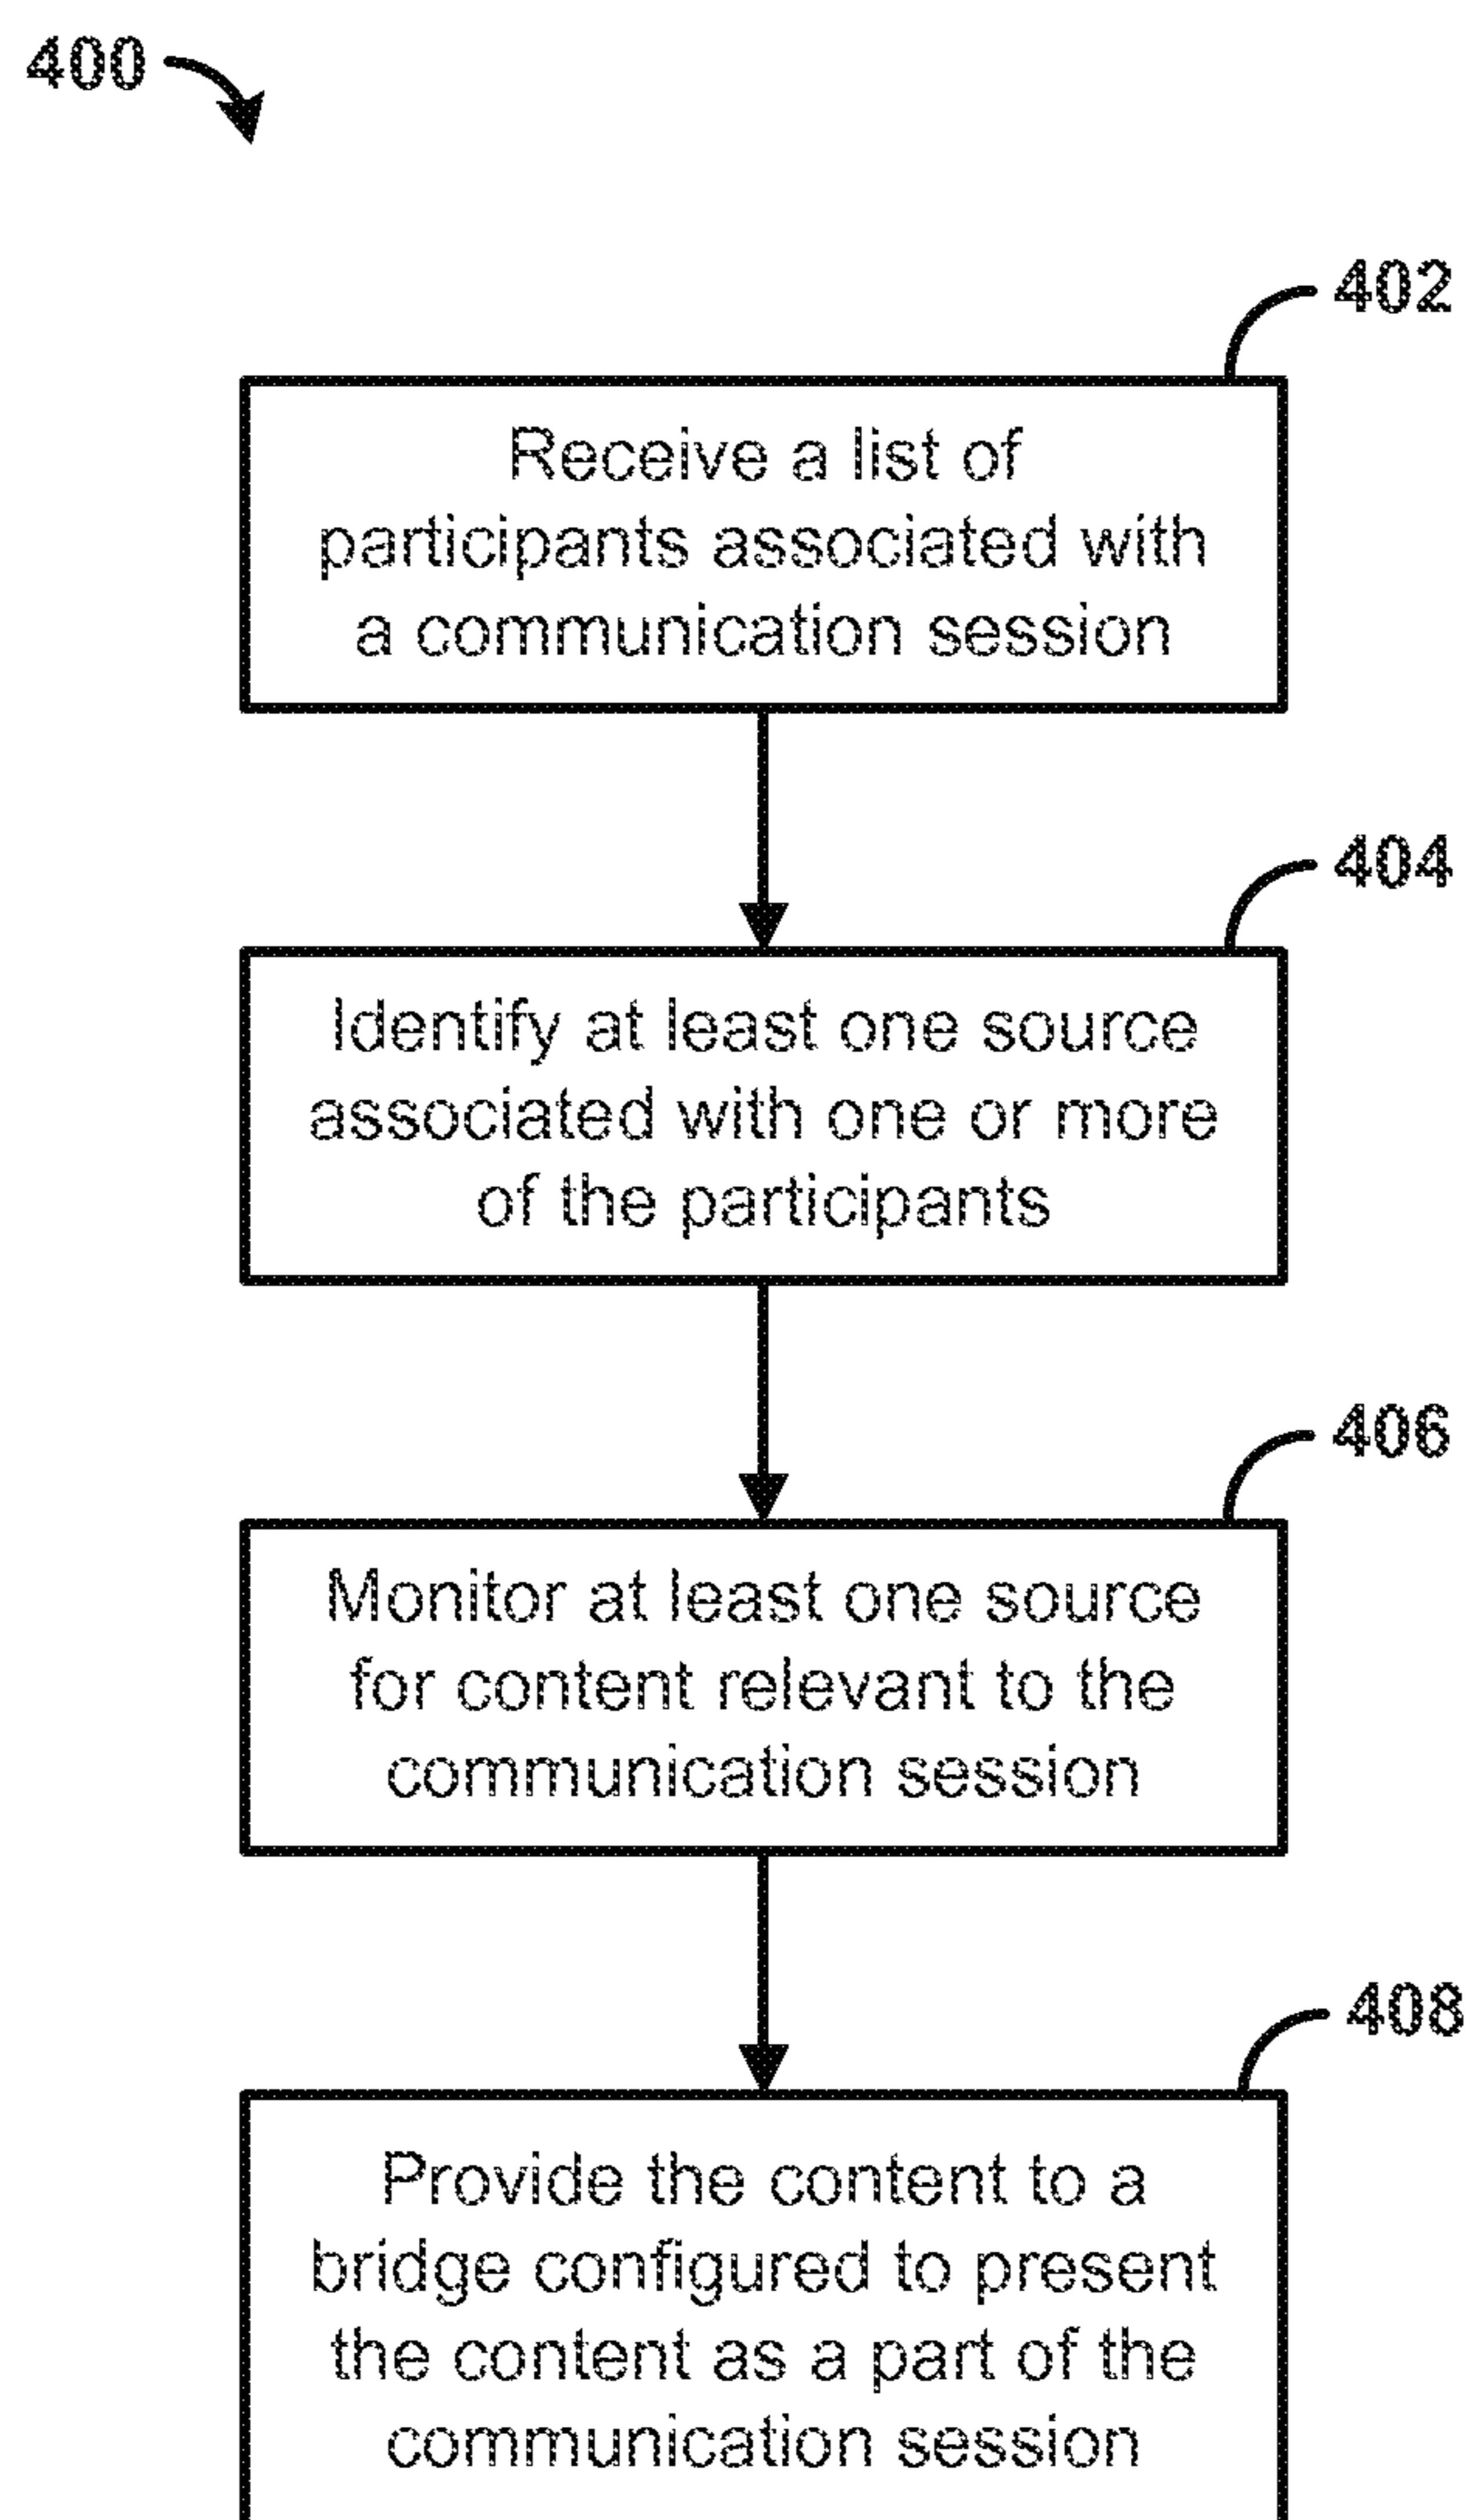 400
402
Receive a list of
participants associated with
a communication session
404
Identify at least one source
associated with one or more
of the participants
406
Monitor at least one source
for content relevant to the
communication session
408
Provide the content to a
bridge configured to present
the content as a part of the
communication session